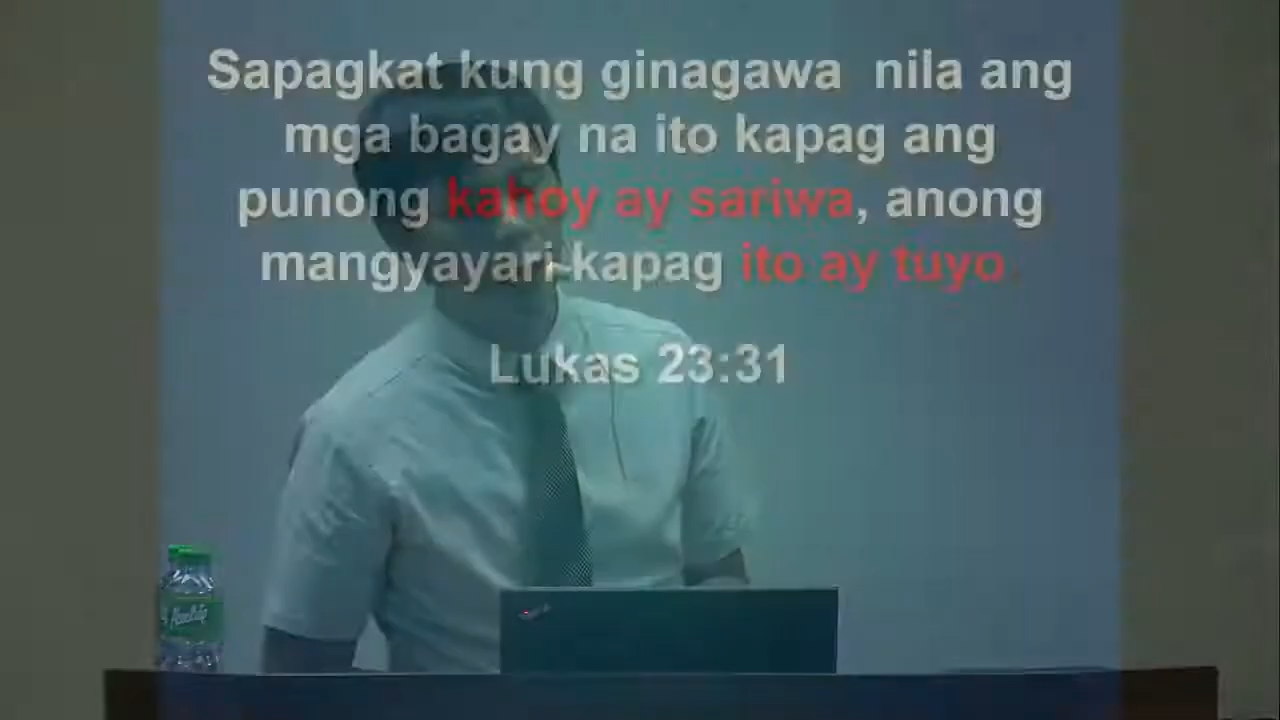 Sapagkat kung ginagawa nila ang
mga bagay na ito kapag ang
punong kahoy ay sariwa, anong
mangyayari kapag ito ay tuyo.
Lukas 23:31